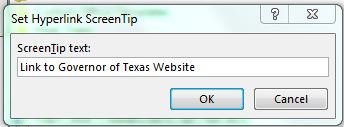 Set Hyperlink ScreenTip
ScreenTip text:
Link to Governor of Texas Website
OK
Cancel